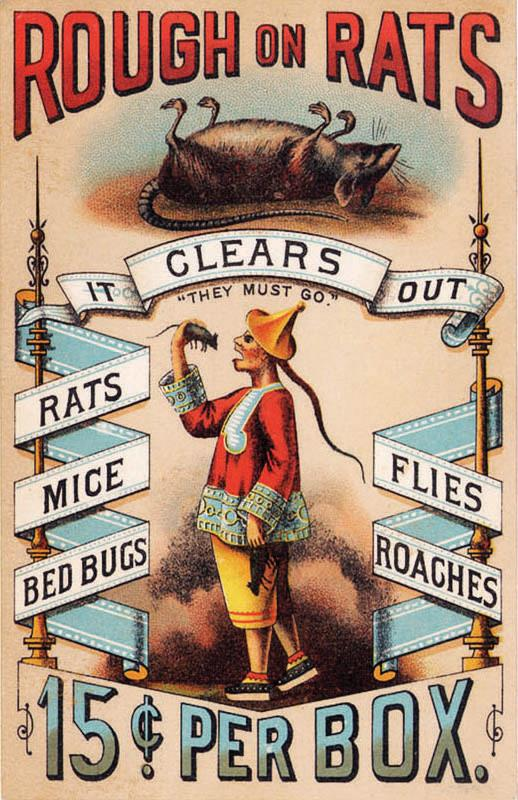 ROUGH ON RATS
IT CLEARS OUT
"THEY MUST GO."
RATS
MICE
BED BUGS
FLIES
ROACHES
15¢ PER BOX.